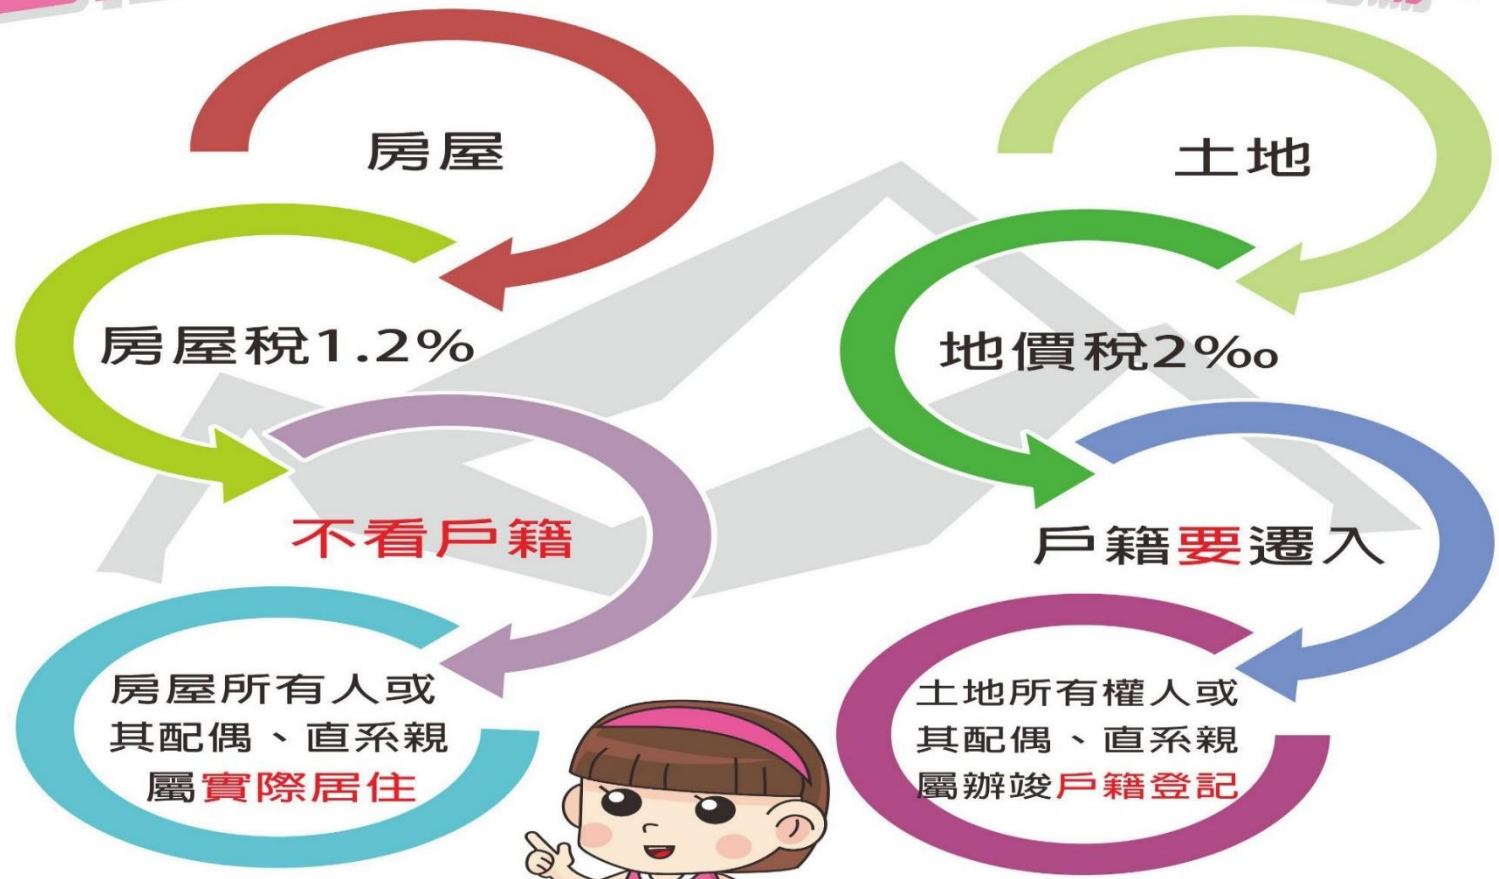 房屋
房屋稅1.2%
不看戶籍
房屋所有人或
其配偶、直系親
屬實際居住
土地
地價稅2‰
戶籍要遷入
土地所有權人或
其配偶、直系親
屬辦竣戶籍登記